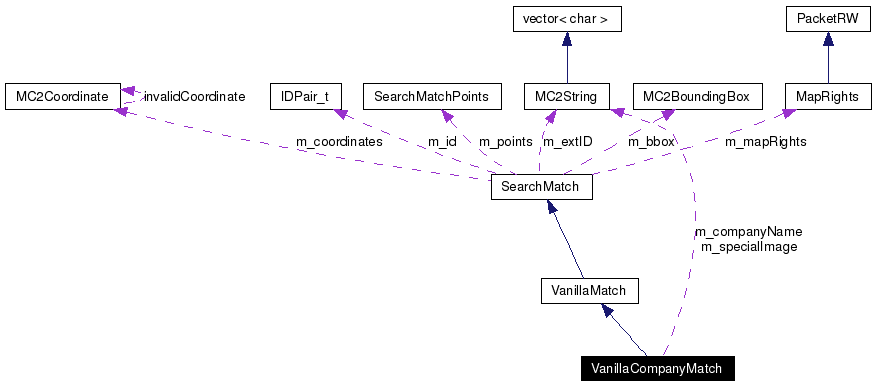 vector< char >
PacketRW
MC2Coordinate
invalidCoordinate
IDPair_t
SearchMatchPoints
MC2String
MC2BoundingBox
MapRights
m_coordinates
m_id
m_points
m_extID
m_bbox
m_mapRights
SearchMatch
m_companyName
m_specialImage
VanillaMatch
VanillaCompanyMatch